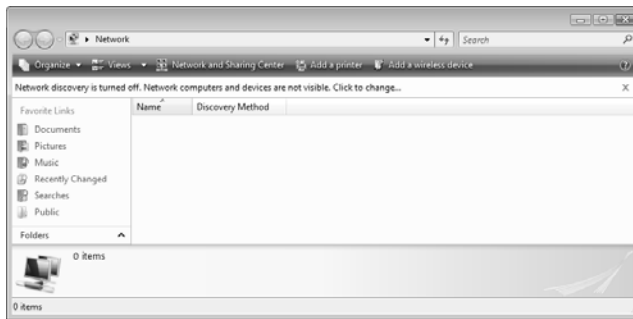 Network
Search
Organize Views Network and Sharing Center Add a printer Add a wireless device
Network discovery is turned off. Network computers and devices are not visible. Click to change...
Favorite Links
Name Discovery Method
Documents
Pictures
Music
Recently Changed
Searches
Public
Folders
0 items
0 items